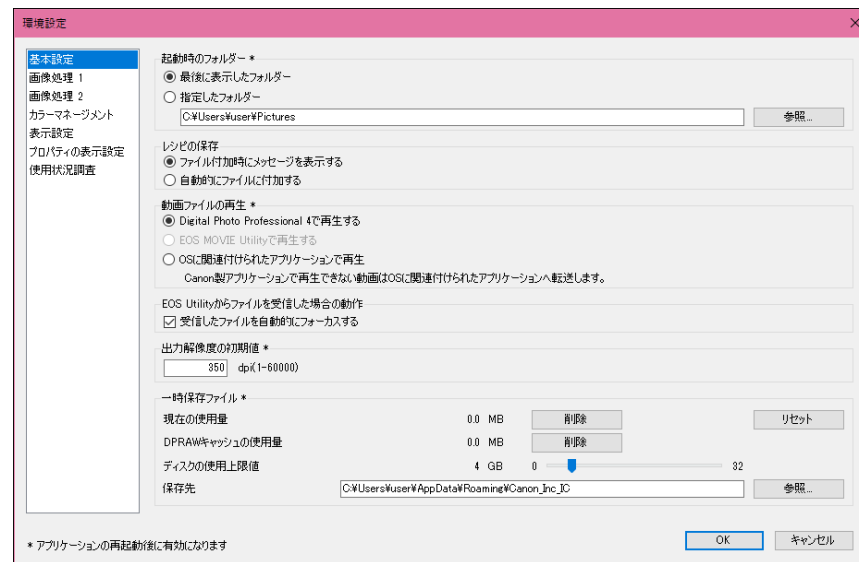 環境設定
基本設定
画像処理 1
画像処理 2
カラーマネージメント
表示設定
プロパティの表示設定
使用状況調査
起動時のフォルダー *
最後に表示したフォルダー
指定したフォルダー
C:¥Users¥user¥Pictures
参照...
レシピの保存
ファイル付加時にメッセージを表示する
自動的にファイルに付加する
動画ファイルの再生 *
Digital Photo Professional 4で再生する
EOS MOVIE Utilityで再生する
OSに関連付けられたアプリケーションで再生
Canon製アプリケーションで再生できない動画はOSに関連付けられたアプリケーションへ転送します。
EOS Utilityからファイルを受信した場合の動作
受信したファイルを自動的にフォーカスする
出力解像度の初期値 *
350 dpi(1-60000)
一時保存ファイル *
現在の使用量 0.0 MB 削除 リセット
DPRAWキャッシュの使用量 0.0 MB 削除
ディスクの使用上限値 4 GB 0 32
保存先 C:¥Users¥user¥AppData¥Roaming¥Canon_Inc_IC 参照...
* アプリケーションの再起動後に有効になります
OK キャンセル